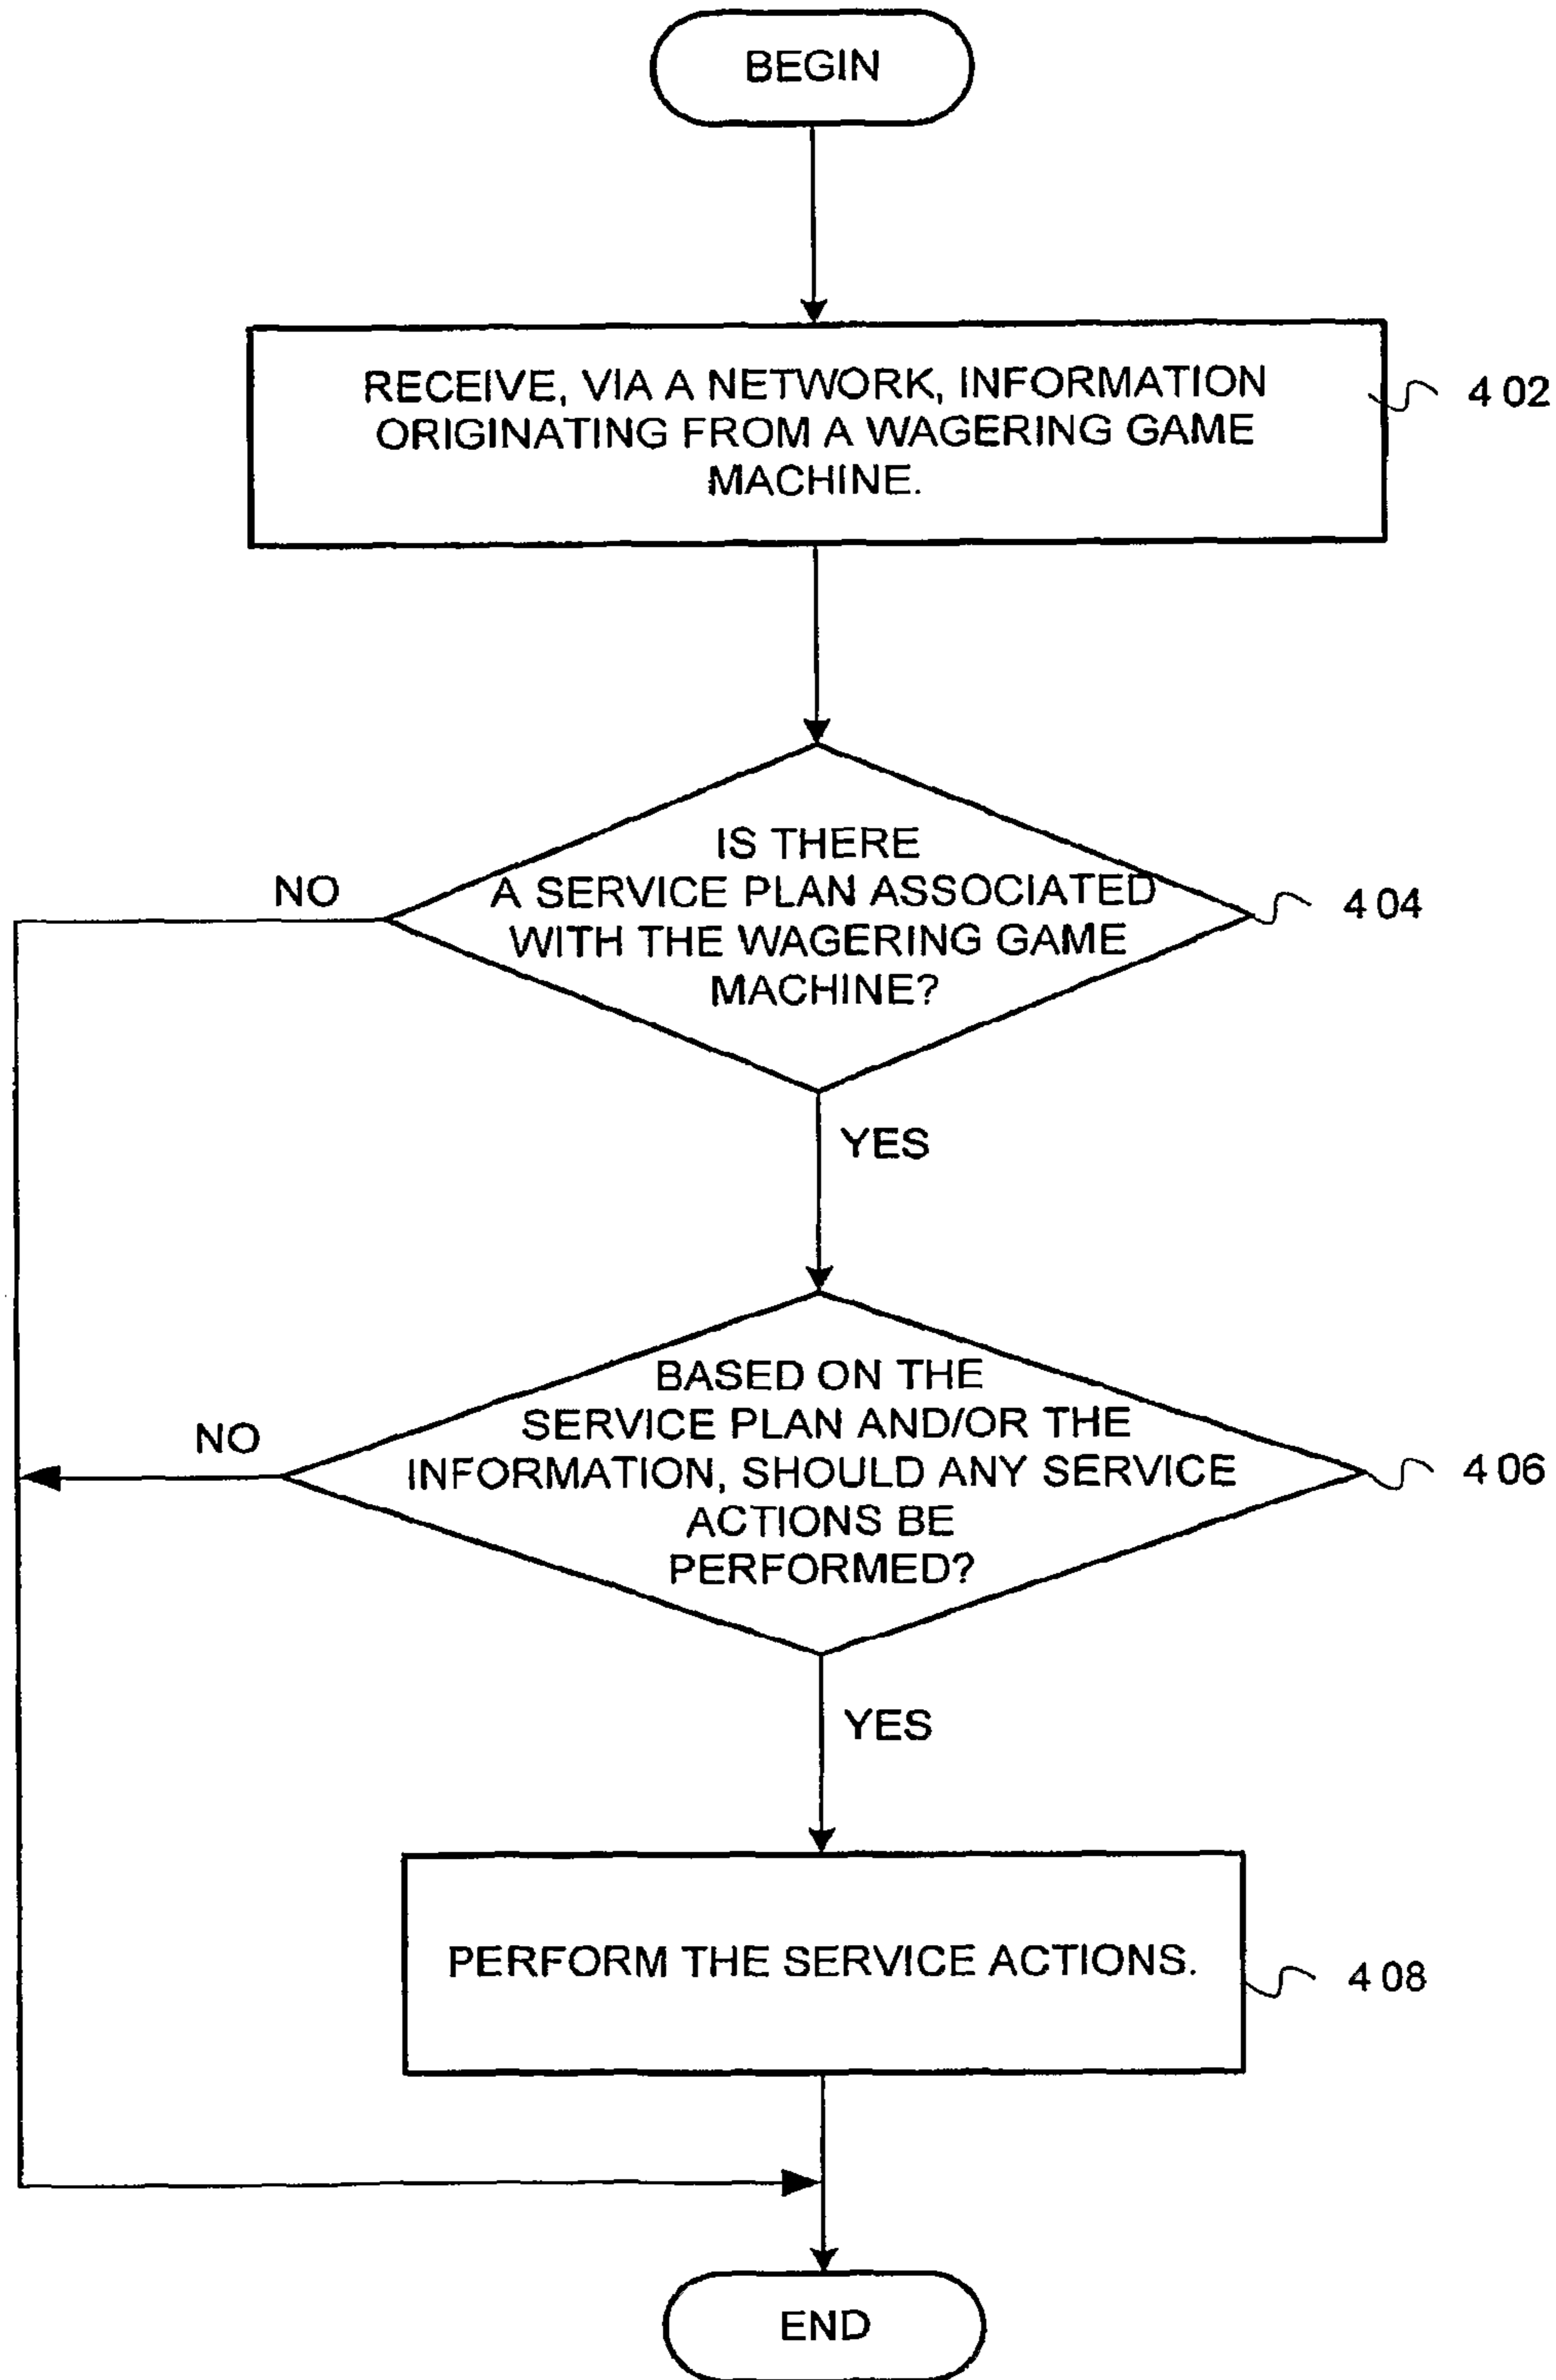 BEGIN
RECEIVE, VIA A NETWORK, INFORMATION
ORIGINATING FROM A WAGERING GAME
MACHINE.
402
IS THERE
A SERVICE PLAN ASSOCIATED
WITH THE WAGERING GAME
MACHINE?
NO
404
YES
BASED ON THE
SERVICE PLAN AND/OR THE
INFORMATION, SHOULD ANY SERVICE
ACTIONS BE
PERFORMED?
NO
406
YES
PERFORM THE SERVICE ACTIONS.
408
END